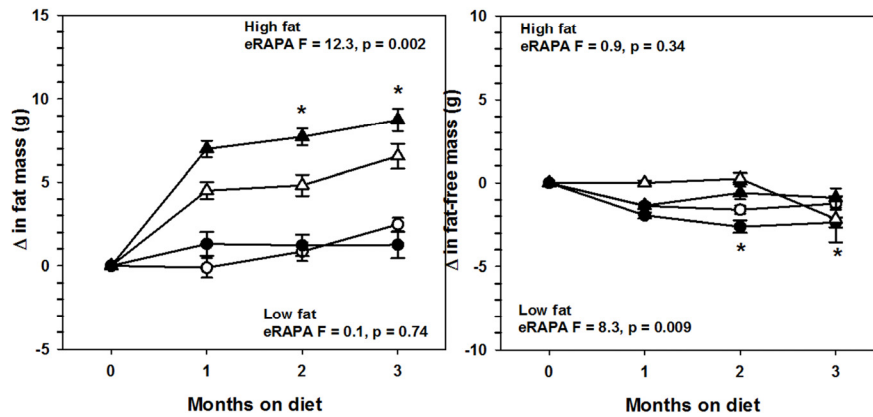 High fat
eRAPA F = 12.3, p = 0.002
15
10
5
0
-5
Δ in fat mass (g)
*
*
Low fat
eRAPA F = 0.1, p = 0.74
0
1
2
3
Months on diet
High fat
eRAPA F = 0.9, p = 0.34
10
5
0
-5
-10
Δ in fat-free mass (g)
*
*
Low fat
eRAPA F = 8.3, p = 0.009
0
1
2
3
Months on diet